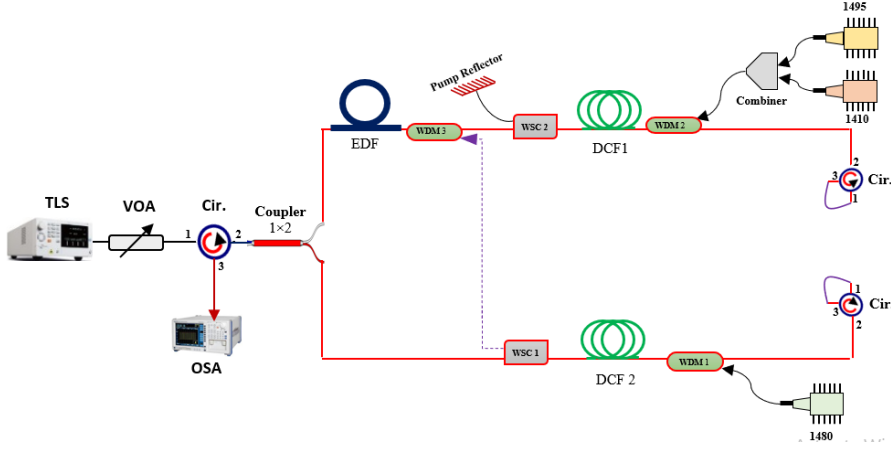 1495
Pump Reflector
Combiner
1410
EDF
WDM 3
WSC 2
DCF1
WDM 2
2
3
1
Cir.
TLS
VOA
Cir.
Coupler
1×2
1
2
3
OSA
1
3
2
Cir.
WSC 1
DCF 2
WDM 1
1480